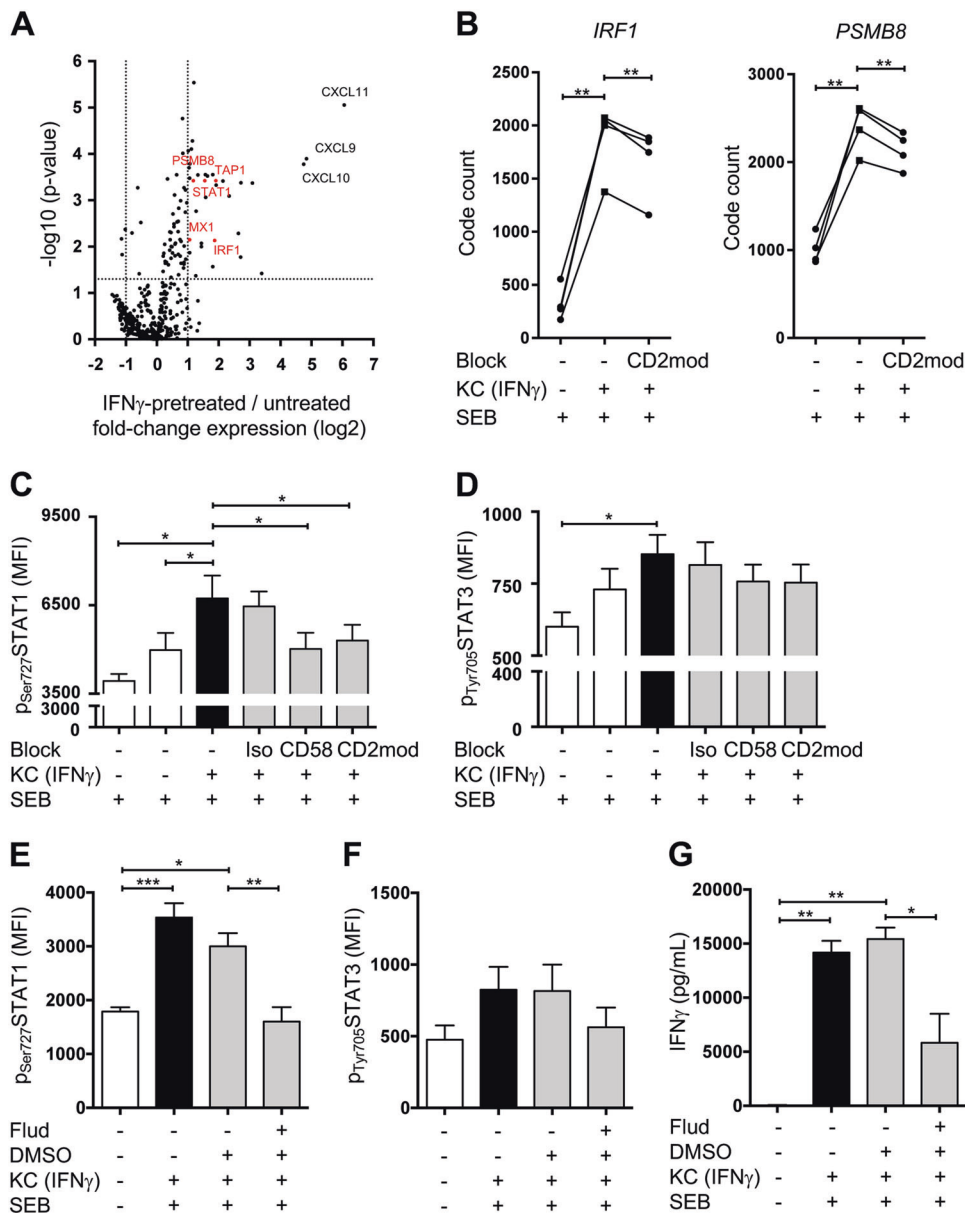 A
-log10 (p-value)
6
5
4
3
2
1
0
CXCL11
CXCL9
CXCL10
PSMB8
TAP1
STAT1
MX1
IRF1
-2 -1 0 1 2 3 4 5 6 7
IFNγ-pretreated / untreated
fold-change expression (log2)
B
IRF1
Code count
2500
2000
1500
1000
500
0
** **
Block - - CD2mod
KC (IFNγ) - + +
SEB + + +
PSMB8
Code count
3000
2000
1000
0
** **
- - CD2mod
- + +
+ + +
C
pSer727STAT1 (MFI)
9500
6500
3500
3000
0
*
*
*
*
Block - - - Iso CD58 CD2mod
KC (IFNγ) - - + + + +
SEB + + + + + +
D
pTyr705STAT3 (MFI)
1000
750
500
400
0
*
Block - - - Iso CD58 CD2mod
KC (IFNγ) - - + + + +
SEB + + + + + +
E
pSer727STAT1 (MFI)
4000
3000
2000
1000
0
*
*** **
Flud - - - +
DMSO - - + +
KC (IFNγ) - + + +
SEB - + + +
F
pTyr705STAT3 (MFI)
1500
1000
500
0
- - - +
- - + +
- + + +
- + + +
G
IFNγ (pg/mL)
20000
15000
10000
5000
0
**
** *
Flud - - - +
DMSO - - + +
KC (IFNγ) - + + +
SEB - + + +